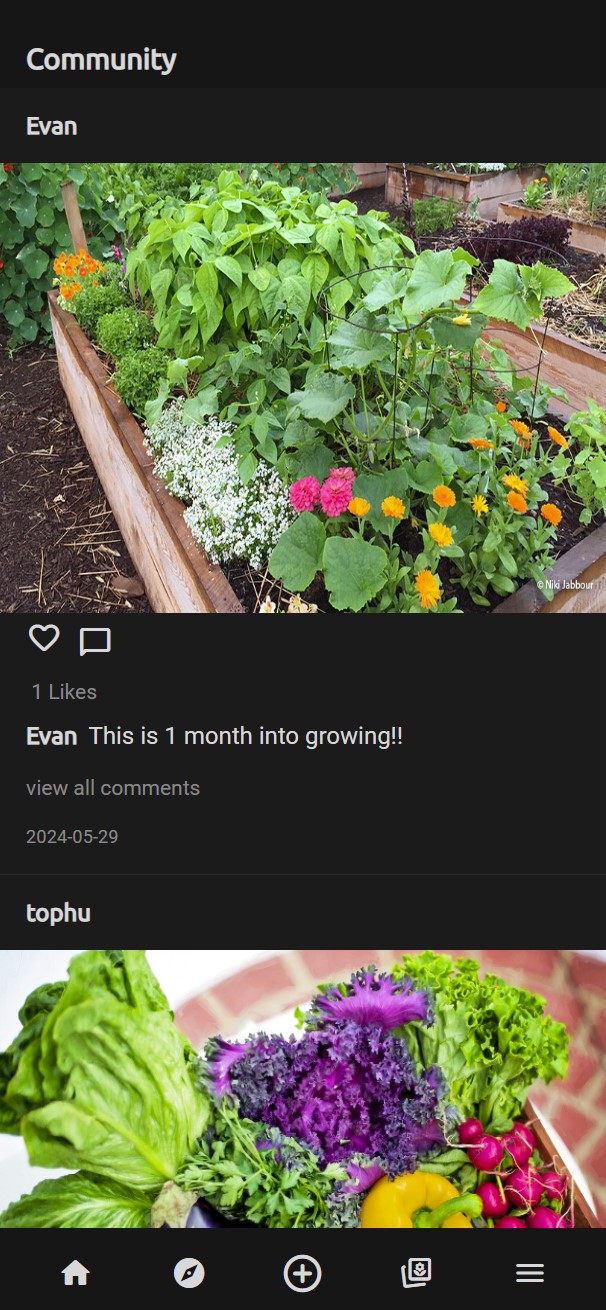 Community
Evan
© Niki Jabbour
1 Likes
Evan This is 1 month into growing!!
view all comments
2024-05-29
tophu